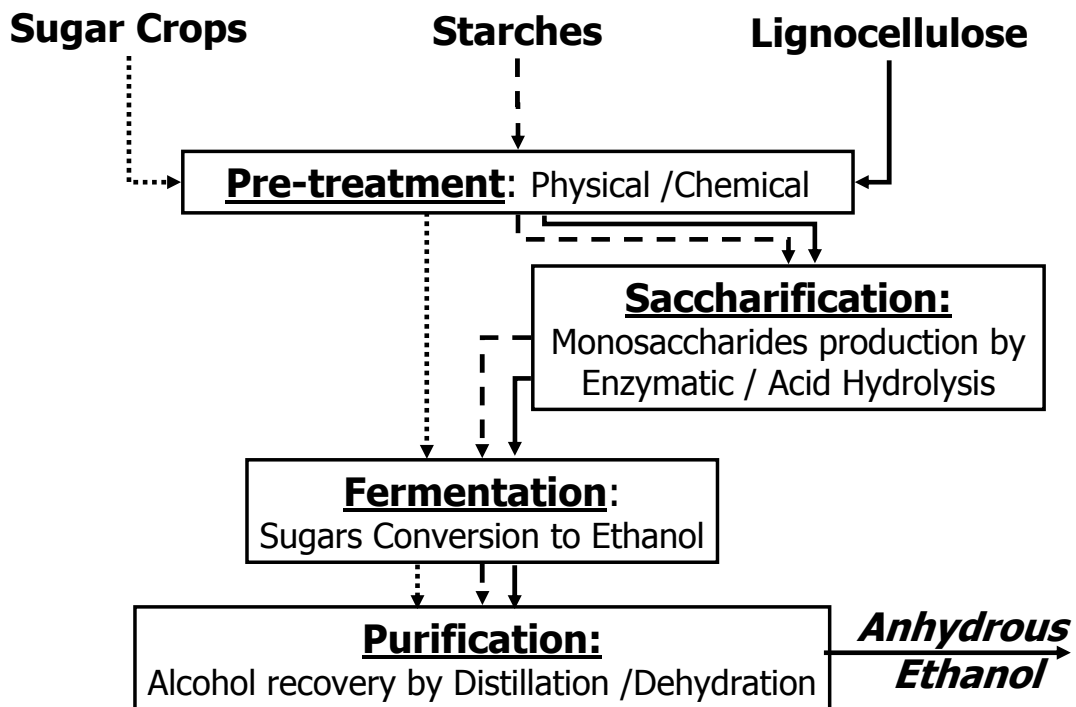 Sugar Crops
Starches
Lignocellulose
Pre-treatment: Physical /Chemical
Saccharification:
Monosaccharides production by
Enzymatic / Acid Hydrolysis
Fermentation:
Sugars Conversion to Ethanol
Purification:
Alcohol recovery by Distillation /Dehydration
Anhydrous
Ethanol